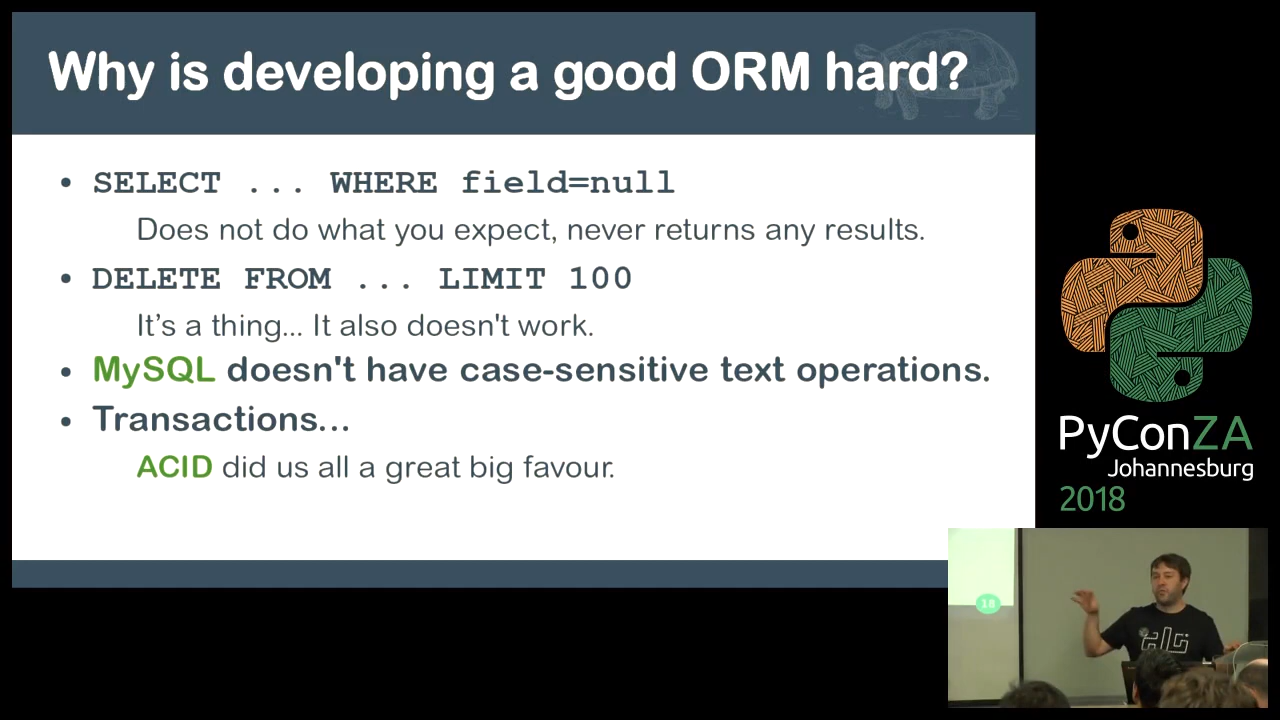 Why is developing a good ORM hard?
• SELECT ... WHERE field=null
Does not do what you expect, never returns any results.
• DELETE FROM ... LIMIT 100
It’s a thing... It also doesn't work.
• MySQL doesn't have case-sensitive text operations.
• Transactions...
ACID did us all a great big favour.
PyConZA
Johannesburg
2018
18